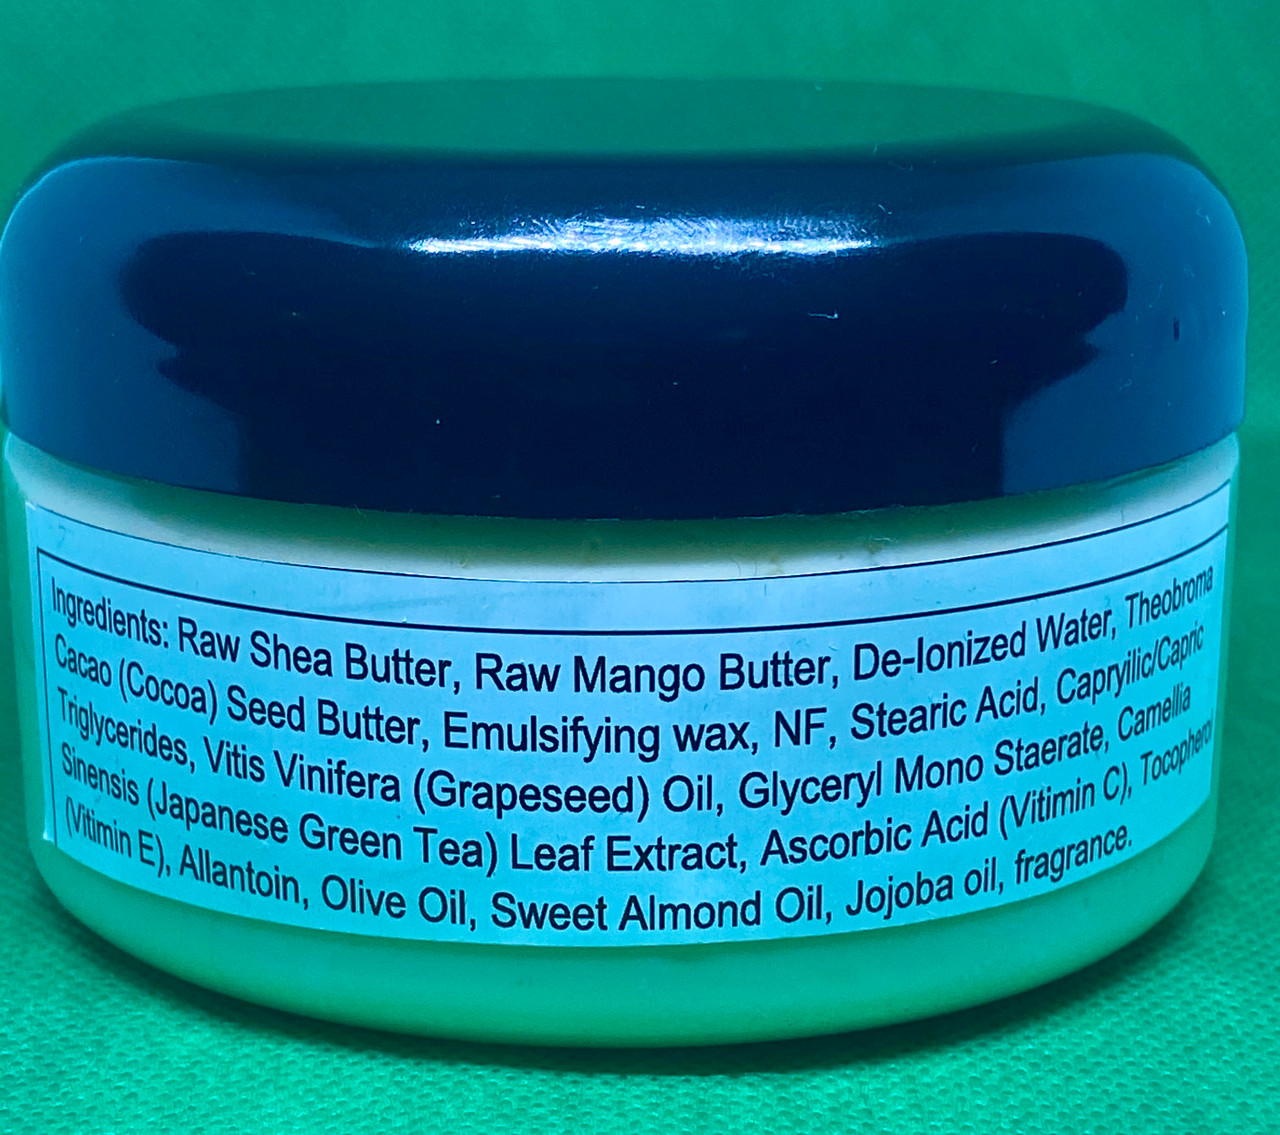 Ingredients: Raw Shea Butter, Raw Mango Butter, De-Ionized Water, Theobroma
Cacao (Cocoa) Seed Butter, Emulsifying wax, NF, Stearic Acid, Capryilic/Capric
Triglycerides, Vitis Vinifera (Grapeseed) Oil, Glyceryl Mono Staerate, Camellia
Sinensis (Japanese Green Tea) Leaf Extract, Ascorbic Acid (Vitimin C), Tocopherol
(Vitimin E), Allantoin, Olive Oil, Sweet Almond Oil, Jojoba oil, fragrance.